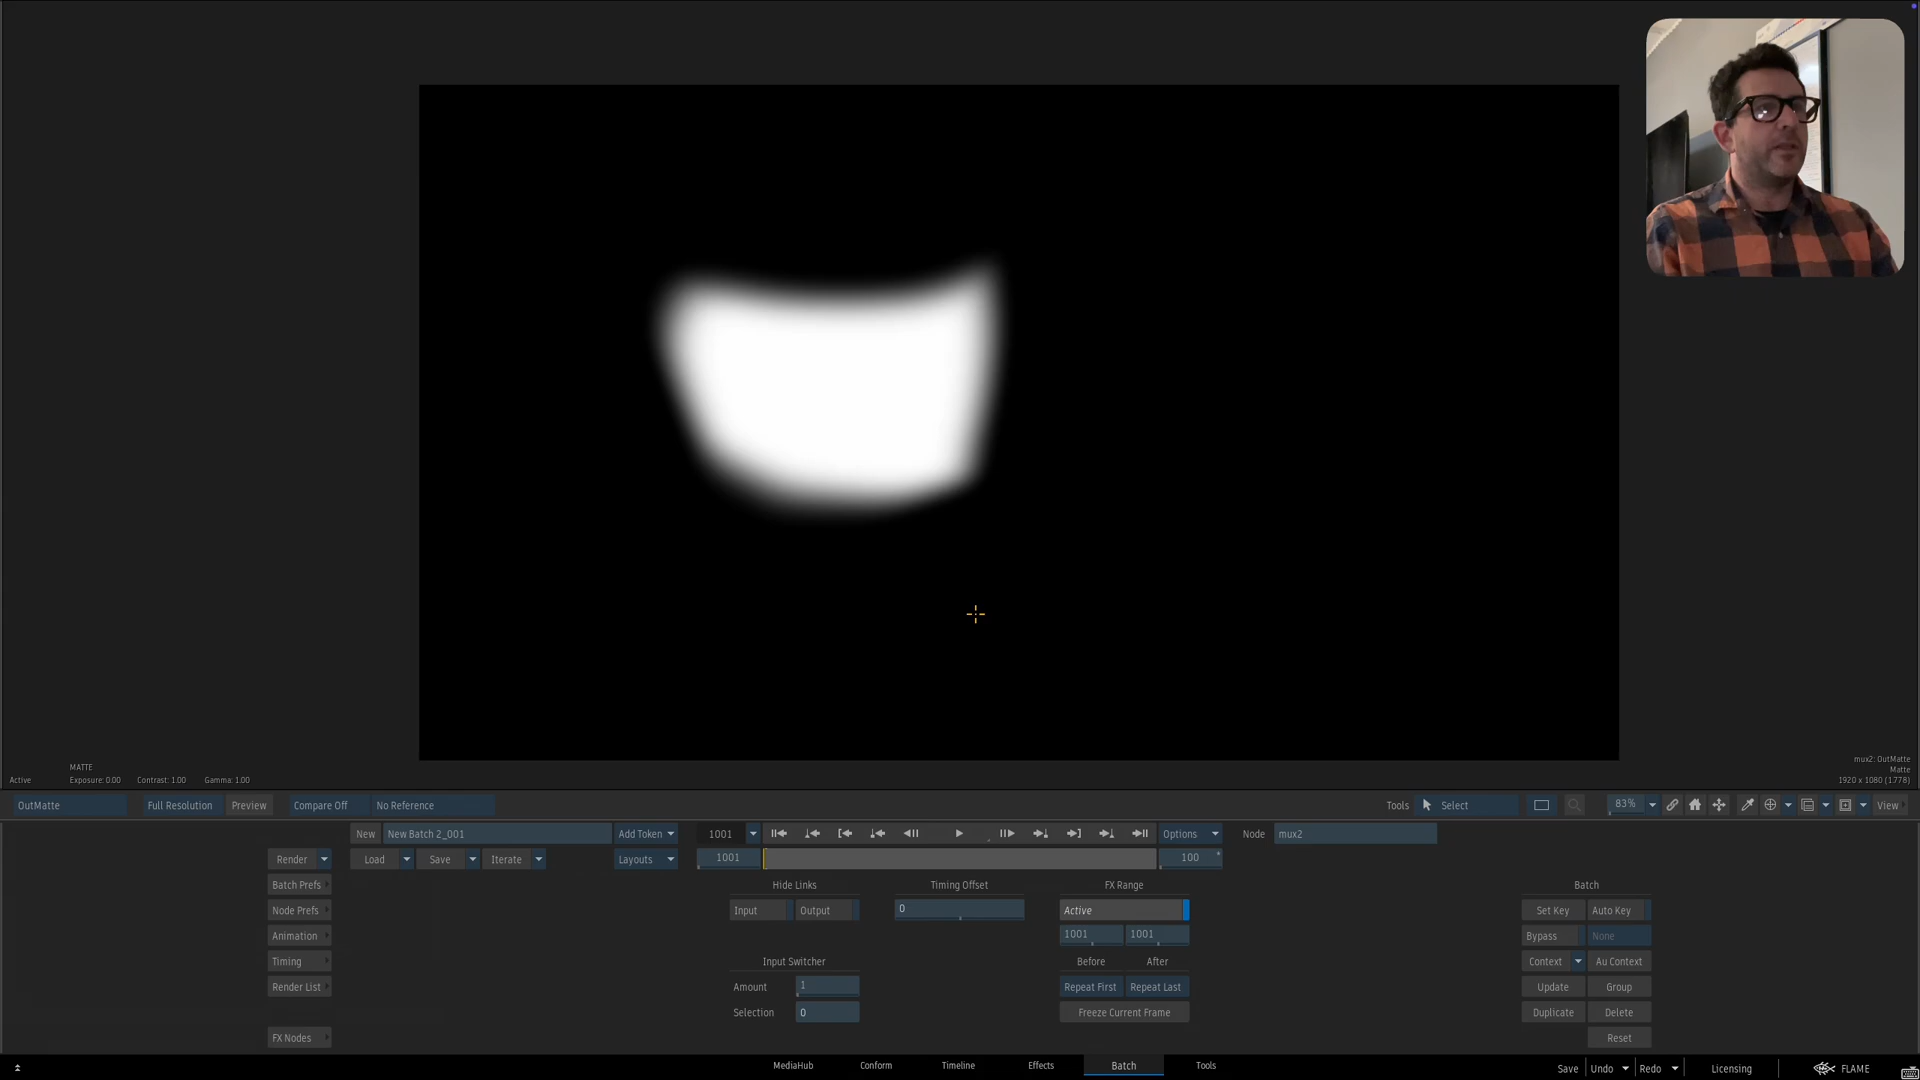 MATTE
Active Exposure: 0.00 Contrast: 1.00 Gamma: 1.00
mux2: OutMatte
Matte
1920 x 1080 (1.778)
OutMatte Full Resolution Preview Compare Off No Reference Tools Select 83% View
New New Batch 2_001 Add Token 1001 Options Node mux2
Render Load Save Iterate Layouts 1001 100
Batch Prefs Hide Links Timing Offset FX Range Batch
Node Prefs Input Output 0 Active Set Key Auto Key
Animation 1001 1001 Bypass None
Timing Input Switcher Before After Context Au Context
Render List Amount 1 Repeat First Repeat Last Update Group
Selection 0 Freeze Current Frame Duplicate Delete
FX Nodes Reset
MediaHub Conform Timeline Effects Batch Tools Save Undo Redo Licensing FLAME